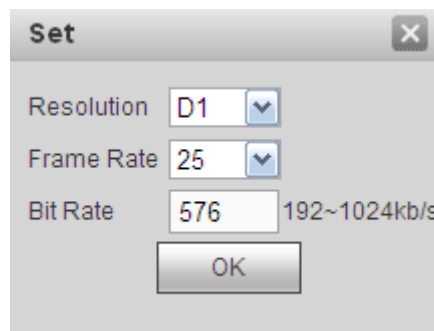 Set
Resolution D1
Frame Rate 25
Bit Rate 576 192~1024kb/s
OK